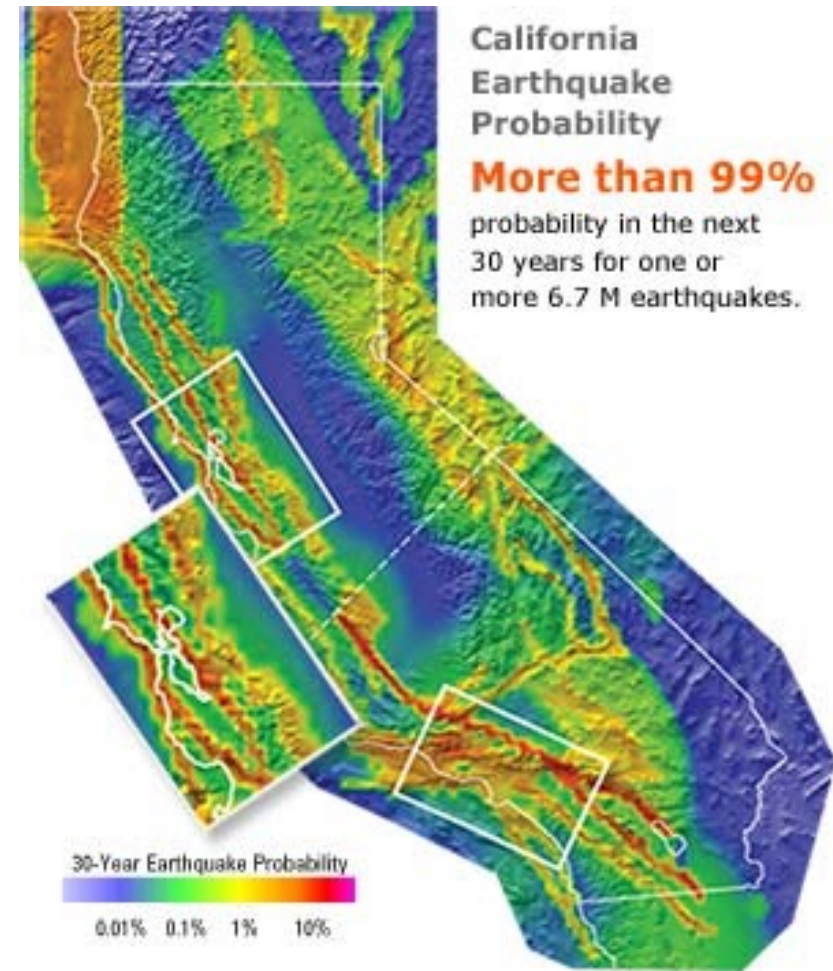 California
Earthquake
Probability
More than 99%
probability in the next
30 years for one or
more 6.7 M earthquakes.
30-Year Earthquake Probability
0.01% 0.1% 1% 10%